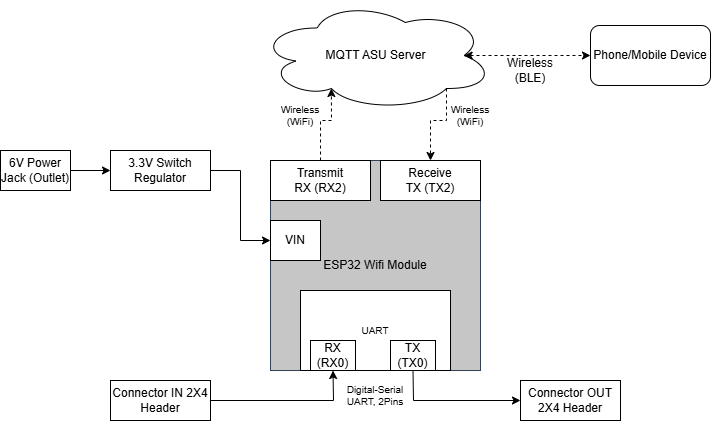 MQTT ASU Server
Phone/Mobile Device
Wireless
(BLE)
Wireless
(WiFi)
Wireless
(WiFi)
6V Power
Jack (Outlet)
3.3V Switch
Regulator
Transmit
RX (RX2)
Receive
TX (TX2)
VIN
ESP32 Wifi Module
UART
RX
(RX0)
TX
(TX0)
Connector IN 2X4
Header
Digital-Serial
UART, 2Pins
Connector OUT
2X4 Header